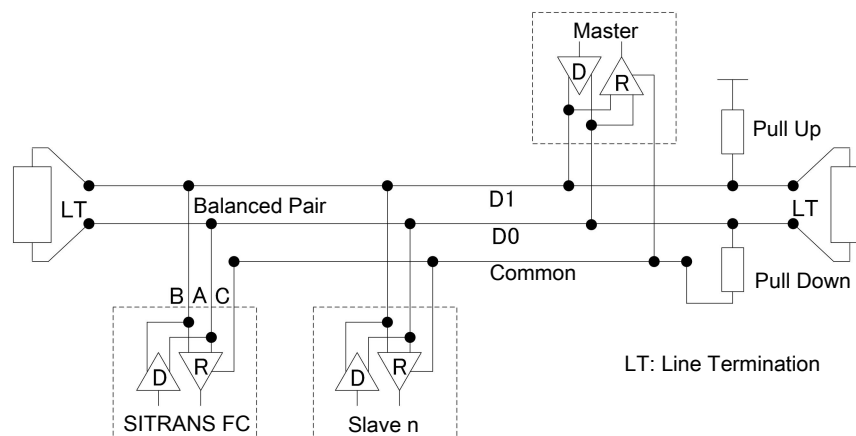 Master
D
R
Pull Up
LT
Balanced Pair
D1
LT
D0
Common
Pull Down
B A C
D
R
D
R
LT: Line Termination
SITRANS FC
Slave n